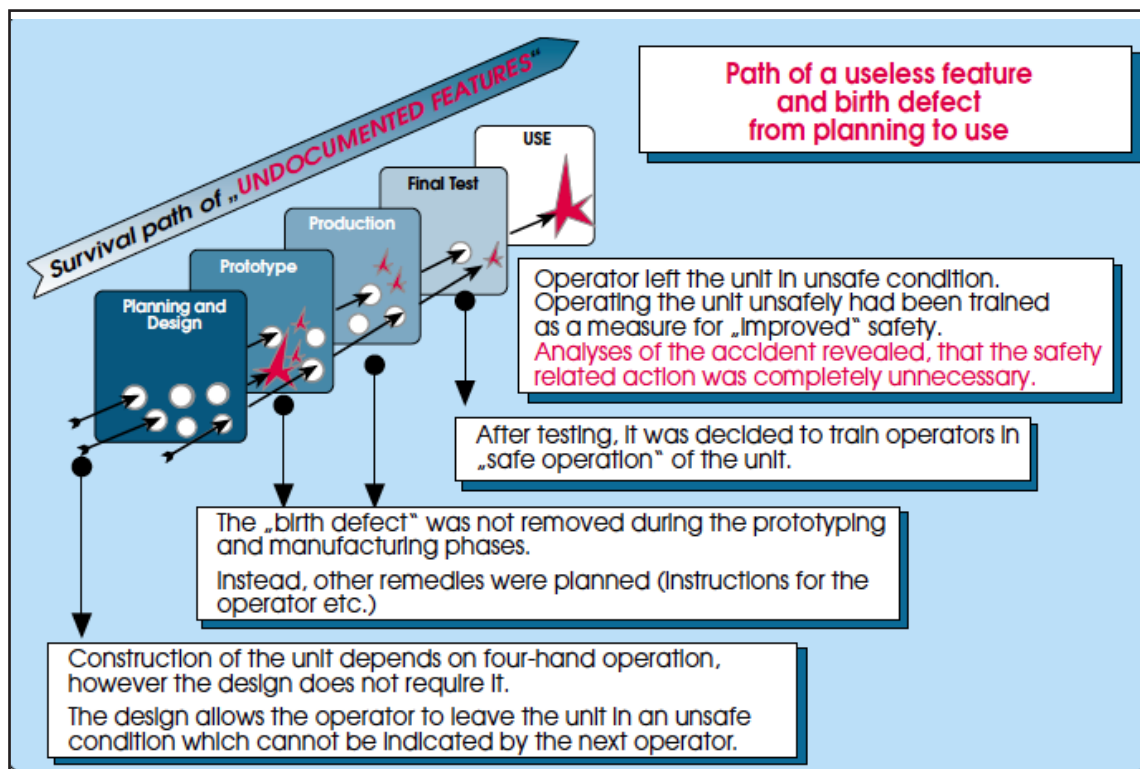 Path of a useless feature
and birth defect
from planning to use
Survival path of „UNDOCUMENTED FEATURES“
USE
Final Test
Production
Prototype
Planning and
Design
Operator left the unit in unsafe condition.
Operating the unit unsafely had been trained
as a measure for „improved“ safety.
Analyses of the accident revealed, that the safety
related action was completely unnecessary.
After testing, it was decided to train operators in
„safe operation“ of the unit.
The „birth defect“ was not removed during the prototyping
and manufacturing phases.
Instead, other remedies were planned (instructions for the
operator etc.)
Construction of the unit depends on four-hand operation,
however the design does not require it.
The design allows the operator to leave the unit in an unsafe
condition which cannot be indicated by the next operator.